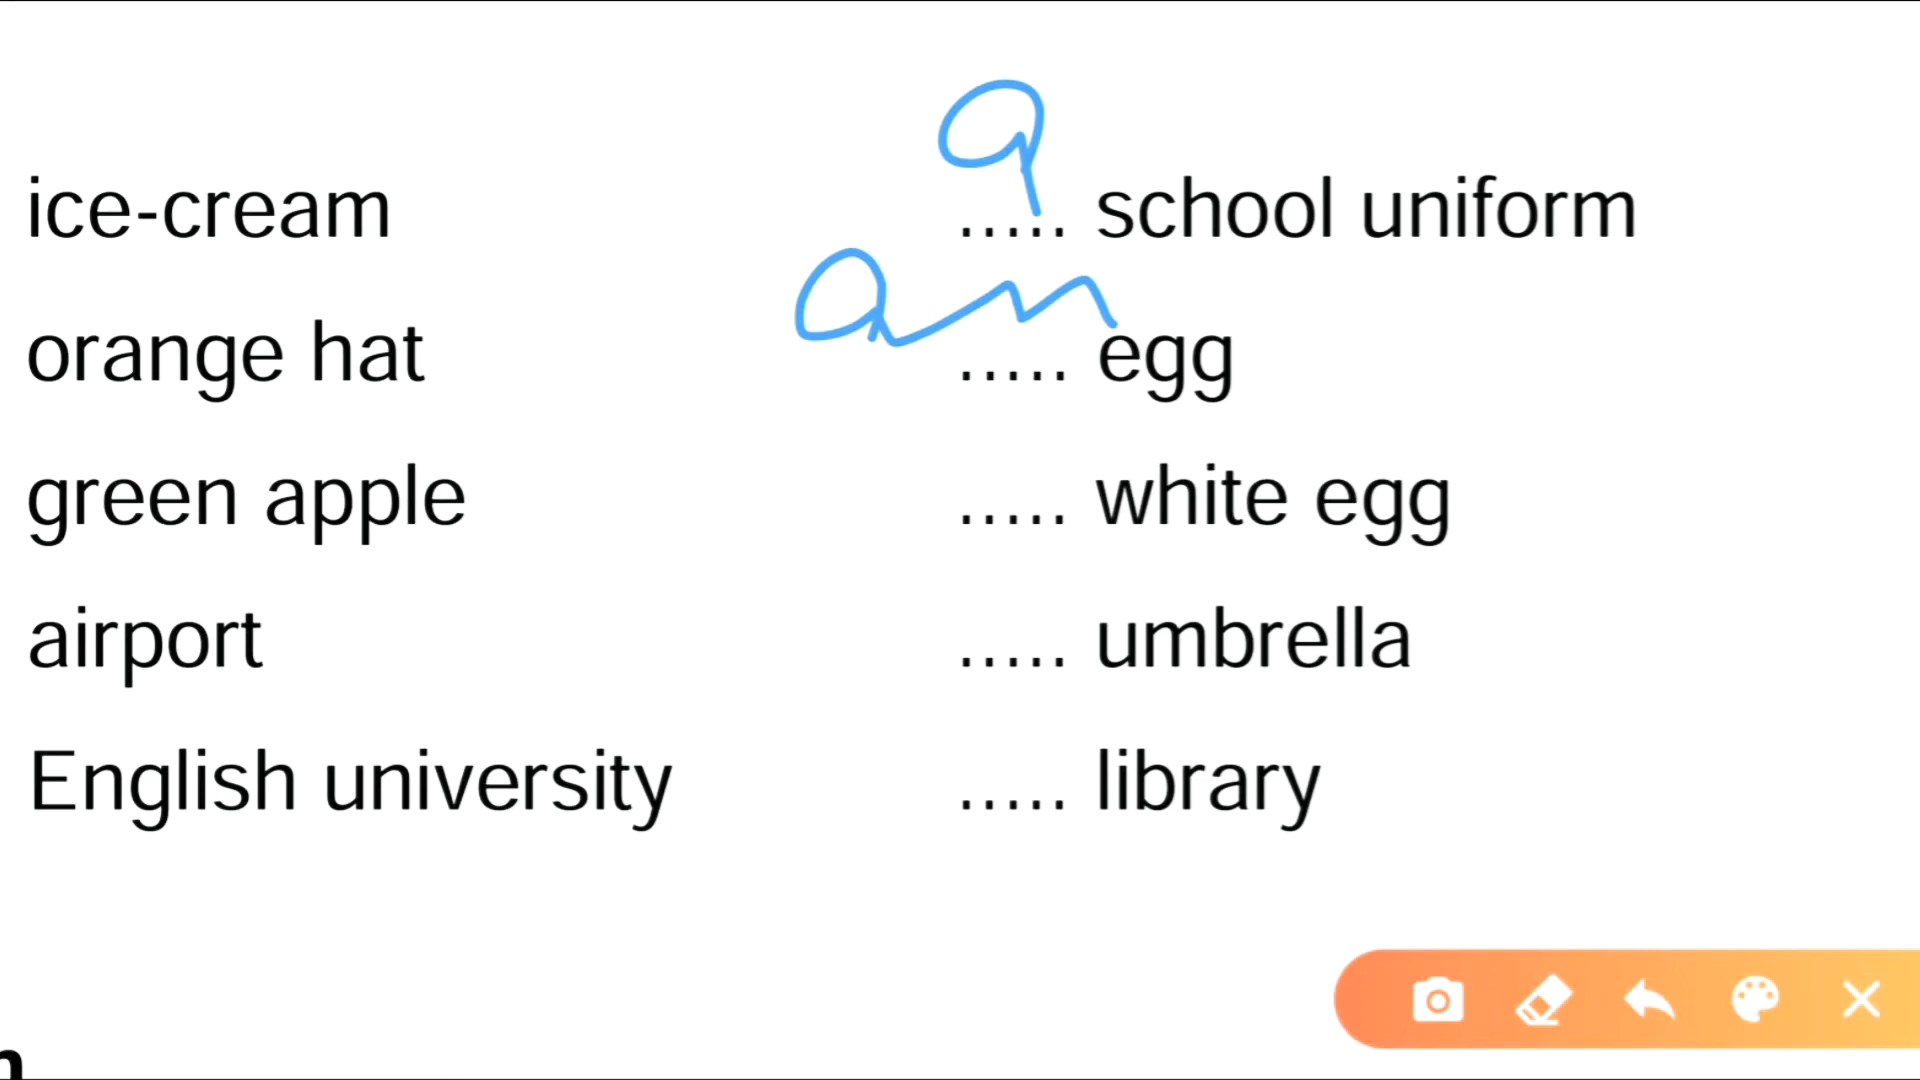 ice-cream
orange hat
green apple
airport
English university
a
..... school uniform
an
..... egg
..... white egg
..... umbrella
..... library